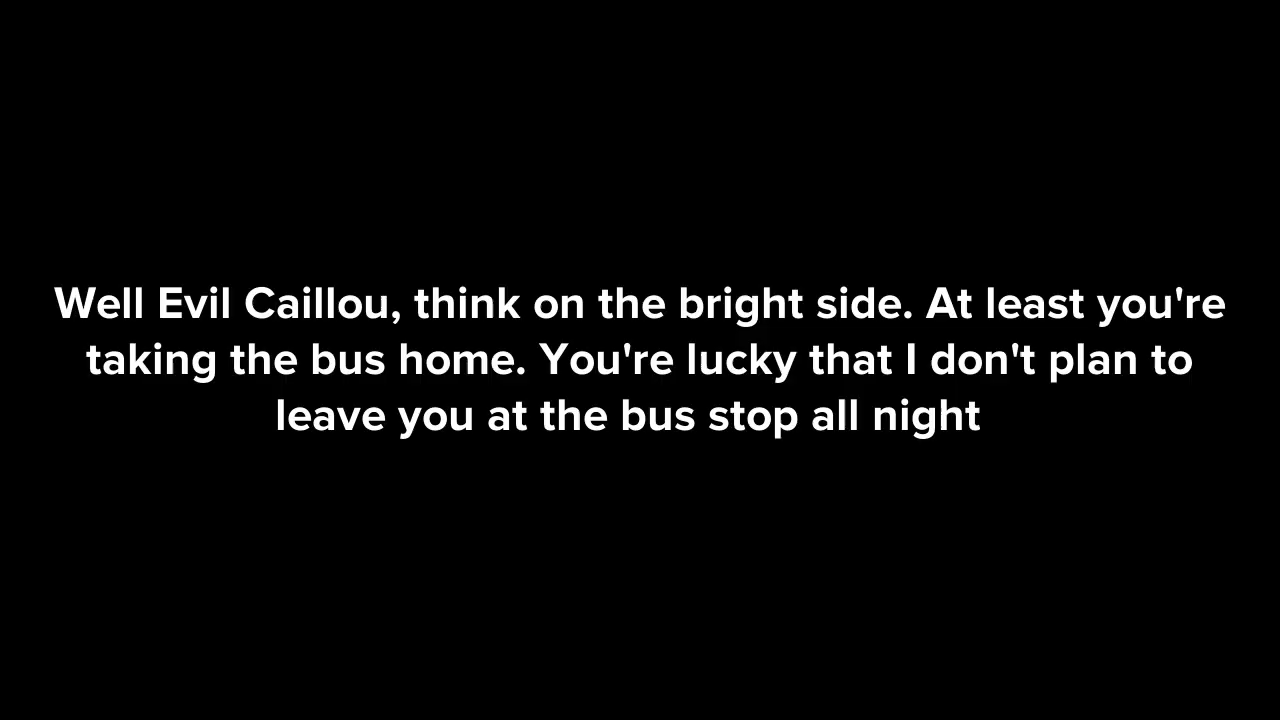 Well Evil Caillou, think on the bright side. At least you're
taking the bus home. You're lucky that I don't plan to
leave you at the bus stop all night